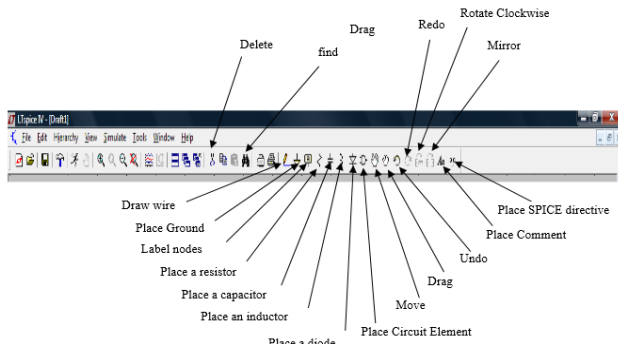 Rotate Clockwise
Drag
Redo
Delete
find
Mirror
LTspice IV - [Draft1]
File Edit Hierarchy View Simulate Tools Window Help
Draw wire
Place SPICE directive
Place Ground
Place Comment
Label nodes
Undo
Place a resistor
Drag
Place a capacitor
Move
Place an inductor
Place Circuit Element
Place a diode